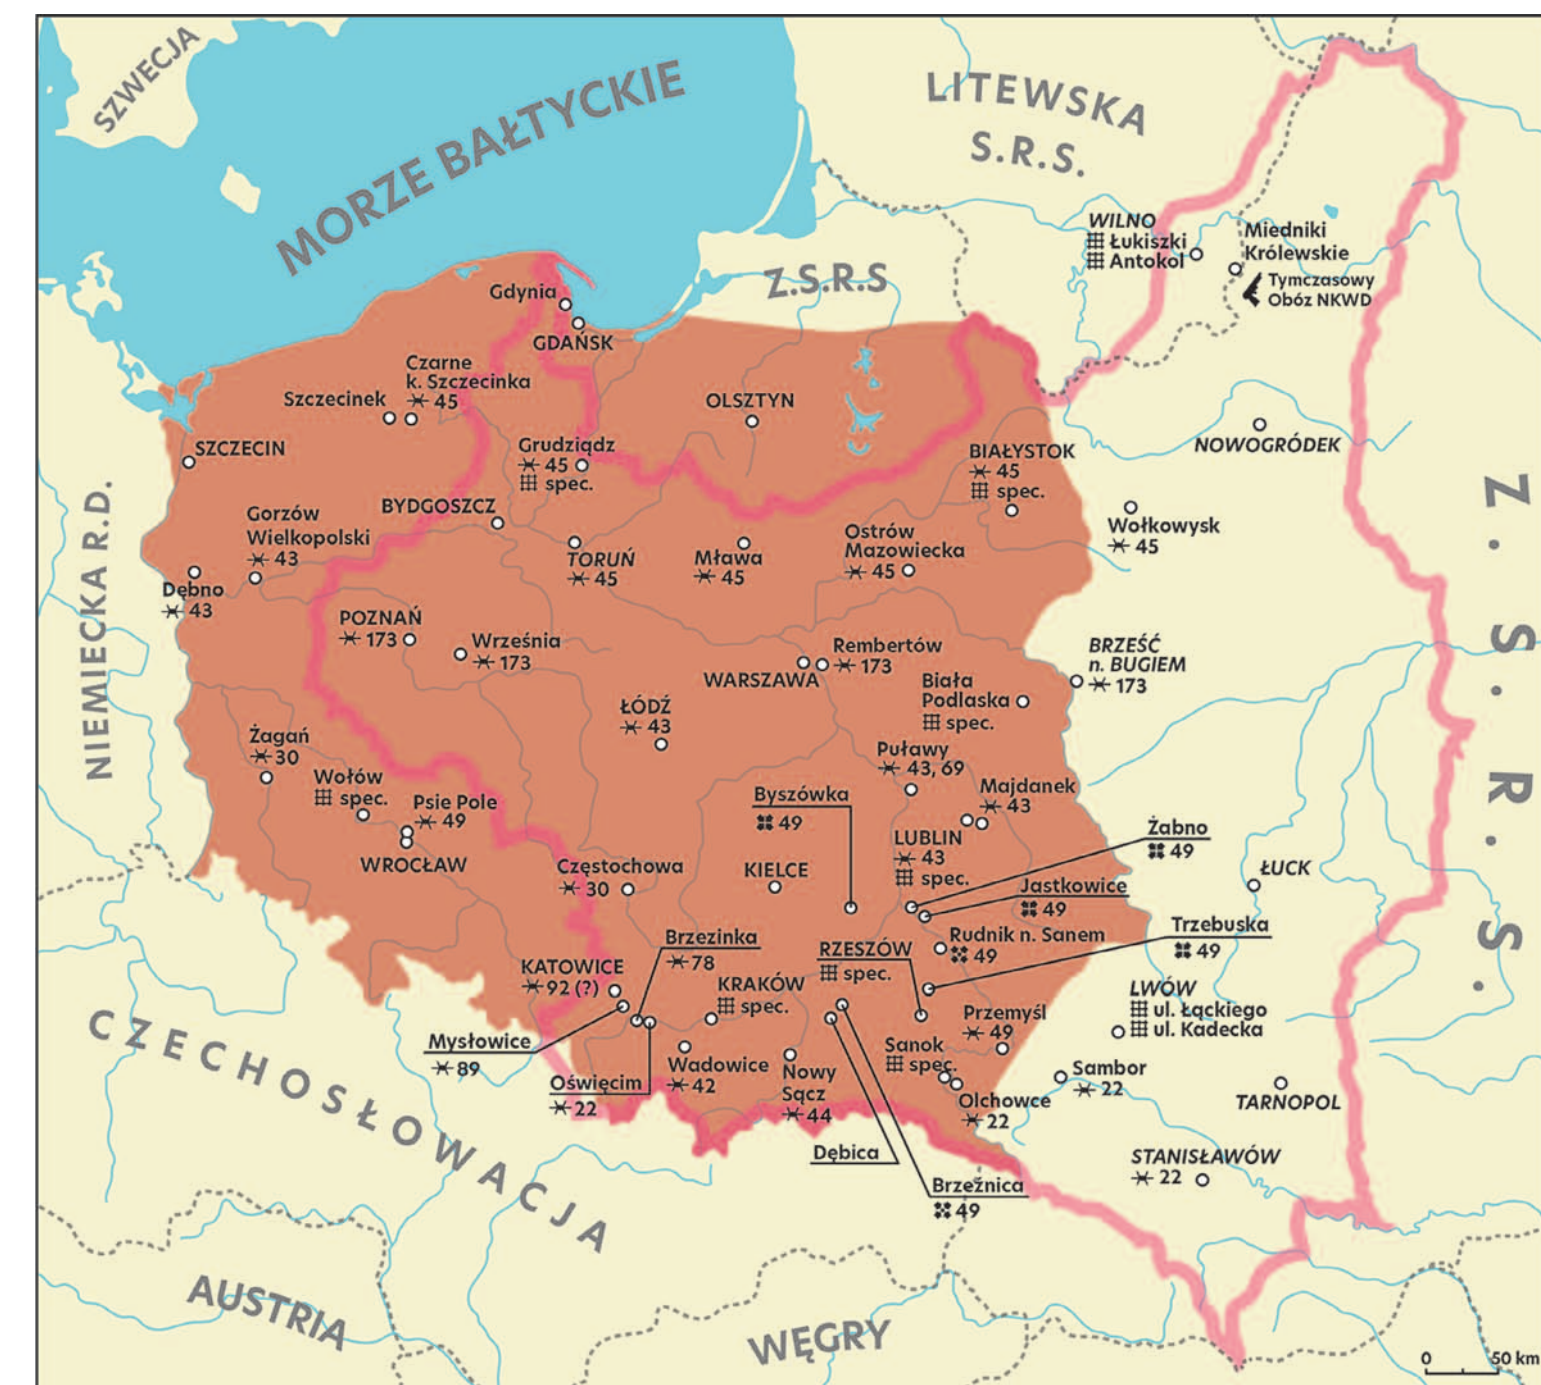 SZWECJA
MORZE BAŁTYCKIE
LITEWSKA
S.R.S.
WILNO
Łukiszki
Antokol
Miedniki
Królewskie
Tymczasowy
Obóz NKWD
Z.S.R.S
Gdynia
GDAŃSK
Czarne
k. Szczecinka
45
Szczecinek
OLSZTYN
NOWOGRÓDEK
SZCZECIN
Grudziądz
45
spec.
BIAŁYSTOK
45
spec.
BYDGOSZCZ
Gorzów
Wielkopolski
43
Wołkowysk
45
Ostrów
Mazowiecka
45
TORUŃ
45
Mława
45
Dębno
43
NIEMIECKA R.D.
Z.S.R.S.
POZNAŃ
173
Września
173
Rembertów
173
WARSZAWA
BRZEŚĆ
n. BUGIEM
173
Biała
Podlaska
spec.
ŁÓDŹ
43
Żagań
30
Puławy
43, 69
Wołów
spec.
Psie Pole
49
WROCŁAW
Majdanek
43
Byszówka
49
Żabno
49
LUBLIN
43
spec.
Częstochowa
30
KIELCE
ŁUCK
Jastkowice
49
Trzebuska
49
Rudnik n. Sanem
49
Brzezinka
78
RZESZÓW
spec.
KATOWICE
92 (?)
KRAKÓW
spec.
LWÓW
ul. Łąckiego
ul. Kadecka
Przemyśl
49
Mysłowice
89
Sanok
spec.
Wadowice
42
Nowy
Sącz
44
Oświęcim
22
Sambor
22
Olchowce
22
TARNOPOL
CZECHOSŁOWACJA
Dębica
STANISŁAWÓW
22
Brzeźnica
49
AUSTRIA
WĘGRY
0 50 km